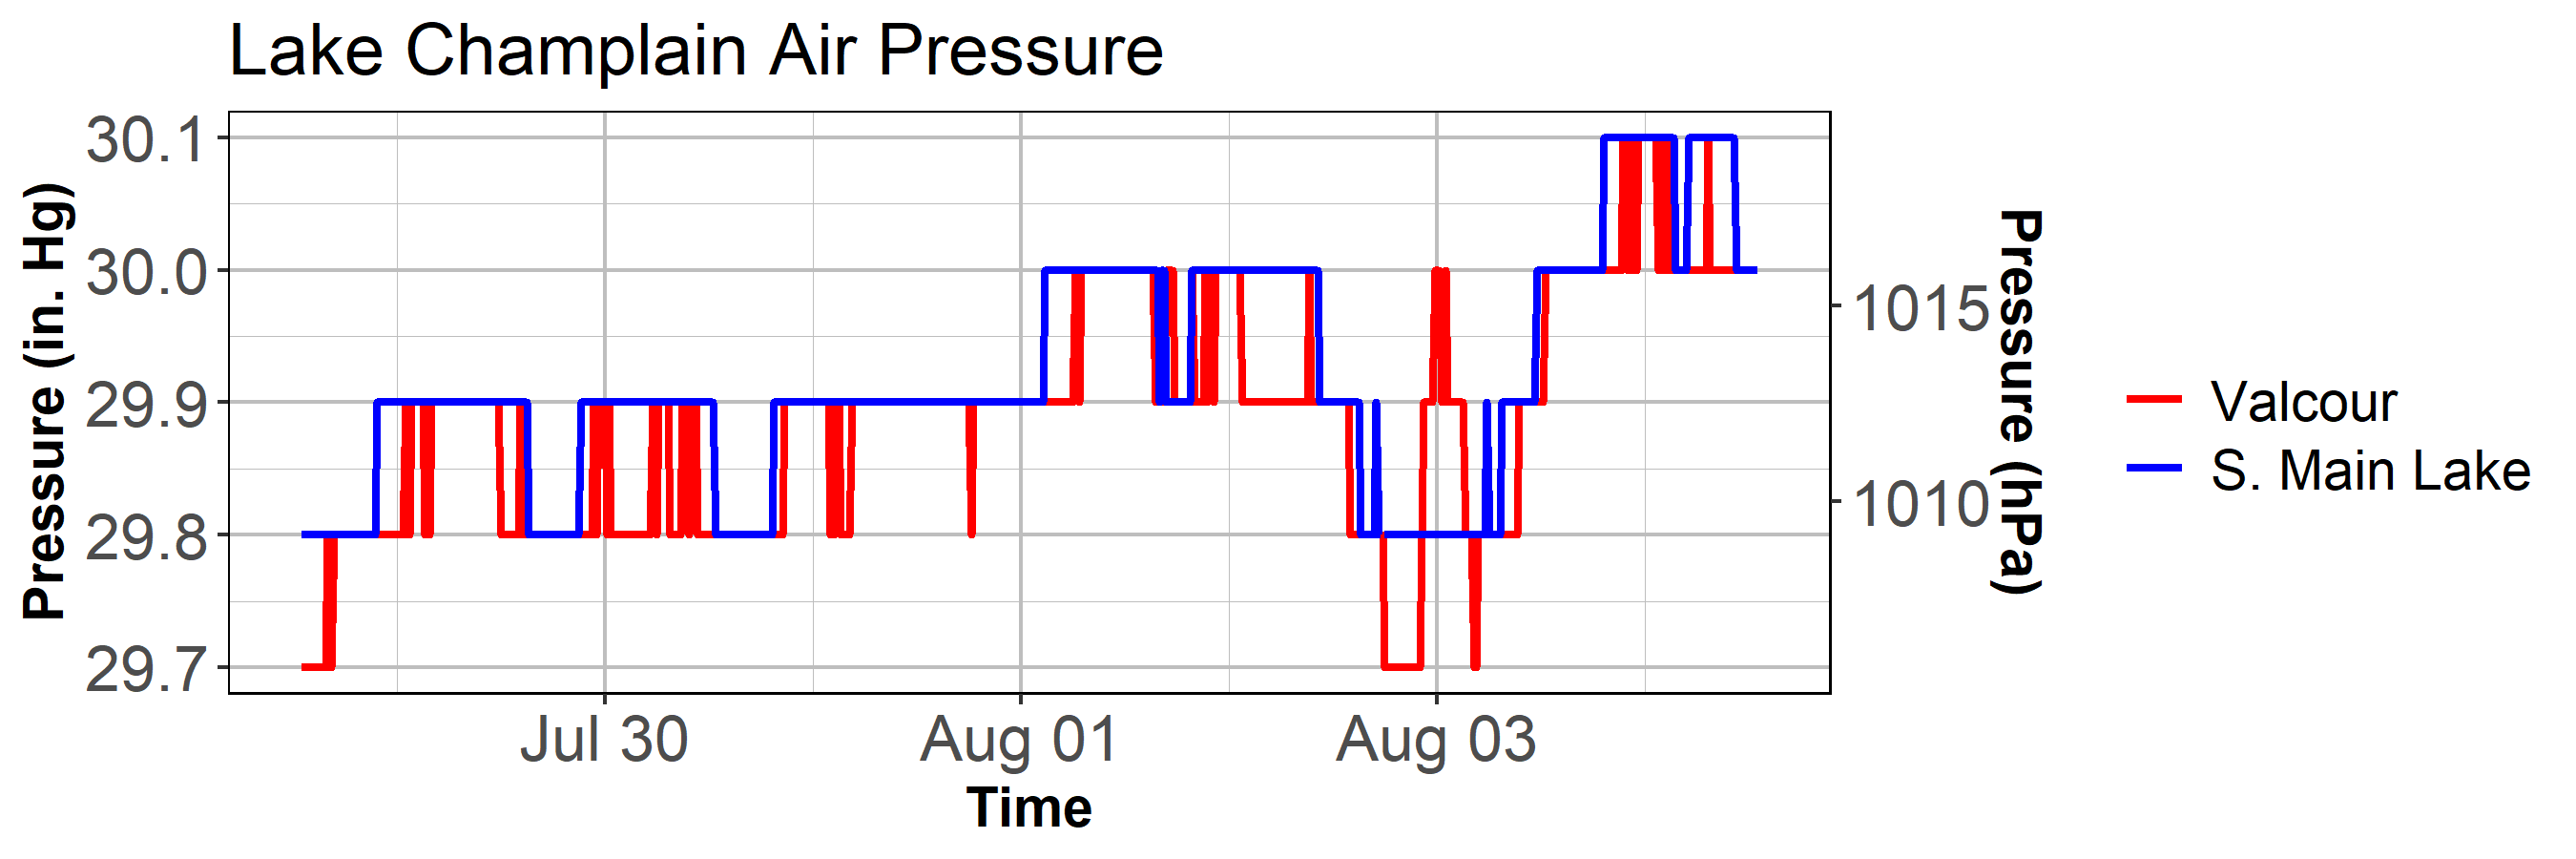 Lake Champlain Air Pressure
Pressure (in. Hg)
30.1
30.0
29.9
29.8
29.7
Jul 30
Aug 01
Aug 03
Time
1015
1010
Pressure (hPa)
Valcour
S. Main Lake